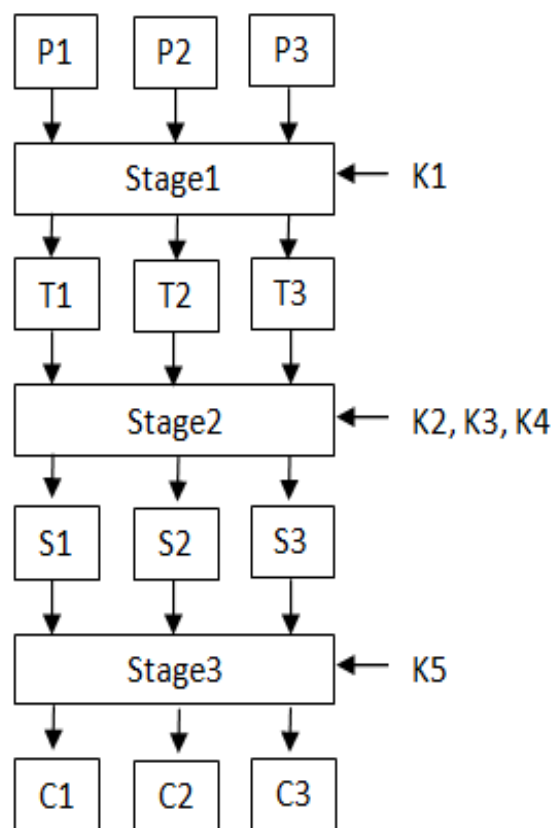 P1 P2 P3
Stage1 K1
T1 T2 T3
Stage2 K2, K3, K4
S1 S2 S3
Stage3 K5
C1 C2 C3